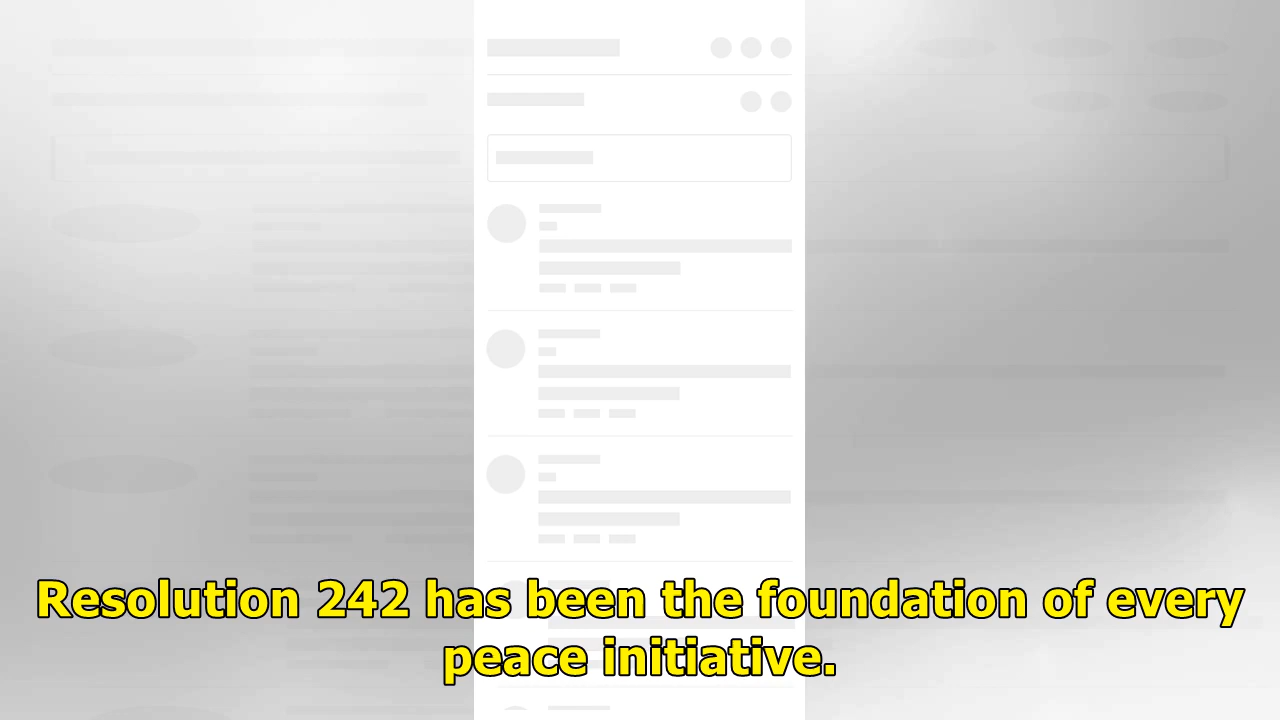 Resolution 242 has been the foundation of every
peace initiative.